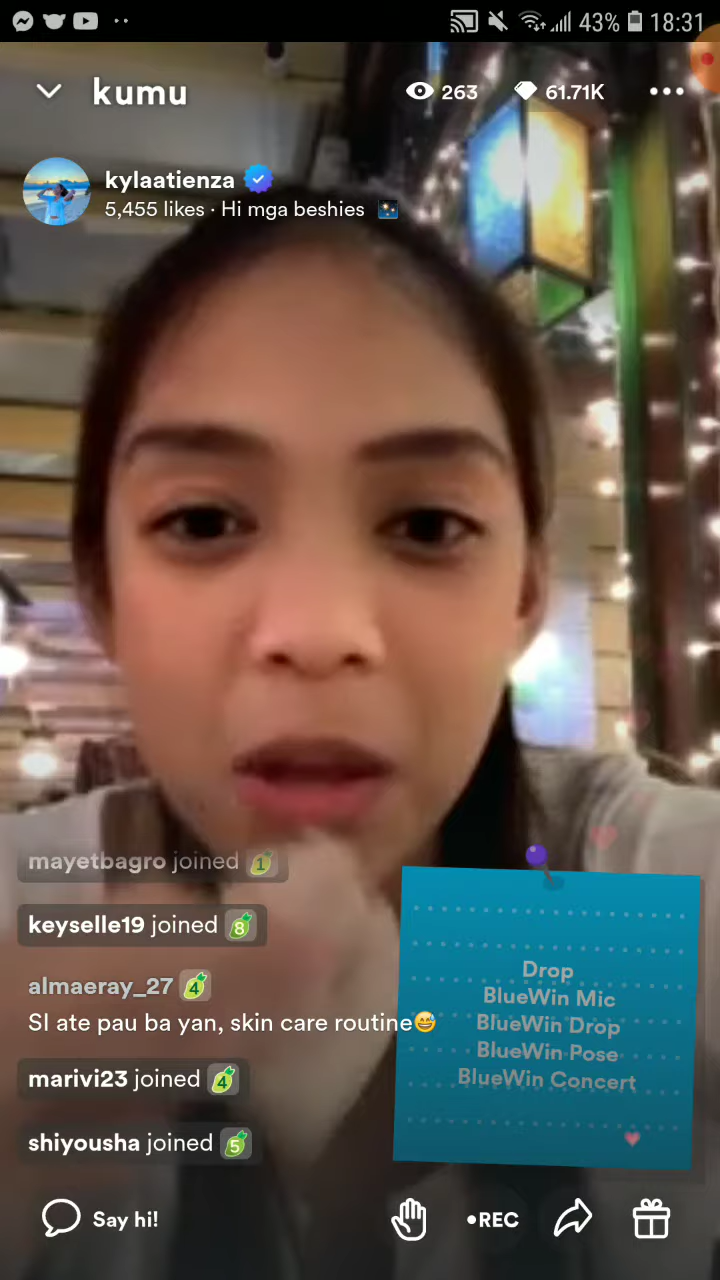 43% 18:31
kumu 263 61.71K
kylaatienza
5,455 likes · Hi mga beshies
mayetbagro joined 1
keyselle19 joined 8
almaeray_27 4
SI ate pau ba yan, skin care routine😅
marivi23 joined 4
shiyousha joined 5
Drop
BlueWin Mic
BlueWin Drop
BlueWin Pose
BlueWin Concert
Say hi! •REC